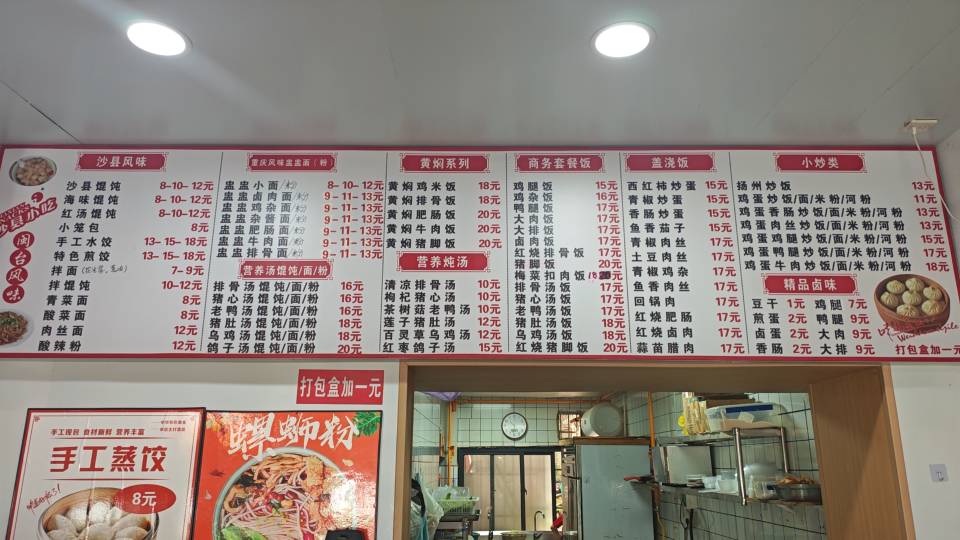 沙县风味
沙县馄饨 8-10-12元
海味馄饨 8-10-12元
红汤馄饨 8-10-12元
小笼包 8元
手工水饺 13-15-18元
特色煎饺 13-15-18元
拌面 7-9元
拌馄饨 10-12元
青菜面 8元
酸菜面 8元
肉丝面 12元
酸辣粉 12元
闽台风味
重庆风味盅盅面(粉)
盅盅小面/粉 8-10-12元
盅盅卤肉面/粉 9-11-13元
盅盅鸡杂面/粉 9-11-13元
盅盅杂酱面/粉 9-11-13元
盅盅肥肠面/粉 9-11-13元
盅盅牛肉面/粉 9-11-13元
盅盅排骨面/粉 9-11-13元
营养汤馄饨/面/粉
排骨汤馄饨/面/粉 16元
猪心汤馄饨/面/粉 16元
老鸭汤馄饨/面/粉 16元
猪肚汤馄饨/面/粉 18元
乌鸡汤馄饨/面/粉 18元
鸽子汤馄饨/面/粉 20元
黄焖系列
黄焖鸡米饭 18元
黄焖排骨饭 18元
黄焖肥肠饭 20元
黄焖牛肉饭 20元
黄焖猪脚饭 20元
营养炖汤
清凉排骨汤 10元
枸杞猪心汤 10元
茶树菇老鸭汤 10元
莲子猪肚汤 12元
百灵草乌鸡汤 12元
红枣鸽子汤 15元
商务套餐饭
鸡腿饭 15元
鸡杂饭 16元
鸭腿饭 17元
大肉饭 17元
大排饭 17元
卤肉饭 17元
红烧排骨饭 17元
猪脚饭 20元
梅菜扣肉饭
老鸭汤饭 17元
排骨汤饭 17元
猪心汤饭 17元
猪肚汤饭 19元
红烧猪脚饭 20元
盖浇饭
西红柿炒蛋 15元
青椒炒蛋 15元
香肠炒蛋 15元
鱼香茄子 15元
青椒肉丝 17元
土豆肉丝 17元
青椒鸡杂 17元
鱼香肉丝 17元
回锅肉 17元
红烧肥肠 17元
红烧卤肉 17元
蒜苗腊肉 17元
小炒类
扬州炒饭 13元
鸡蛋炒饭/面/米粉/河粉 11元
鸡蛋香肠炒饭/面/米粉/河粉 13元
鸡蛋肉丝炒饭/面/米粉/河粉 13元
鸡蛋鸡腿炒饭/面/米粉/河粉 15元
鸡蛋鸭腿炒饭/面/米粉/河粉 15元
鸡蛋牛肉炒饭/面/米粉/河粉 18元
精品卤味
豆干 1元 鸡腿 7元
煎蛋 2元 鸭腿 9元
卤蛋 2元 大肉 9元
香肠 2元 大排 9元
打包盒加一元
打包盒加一元
手工现包 食材新鲜 营养丰富
手工蒸饺
8元
螺蛳粉